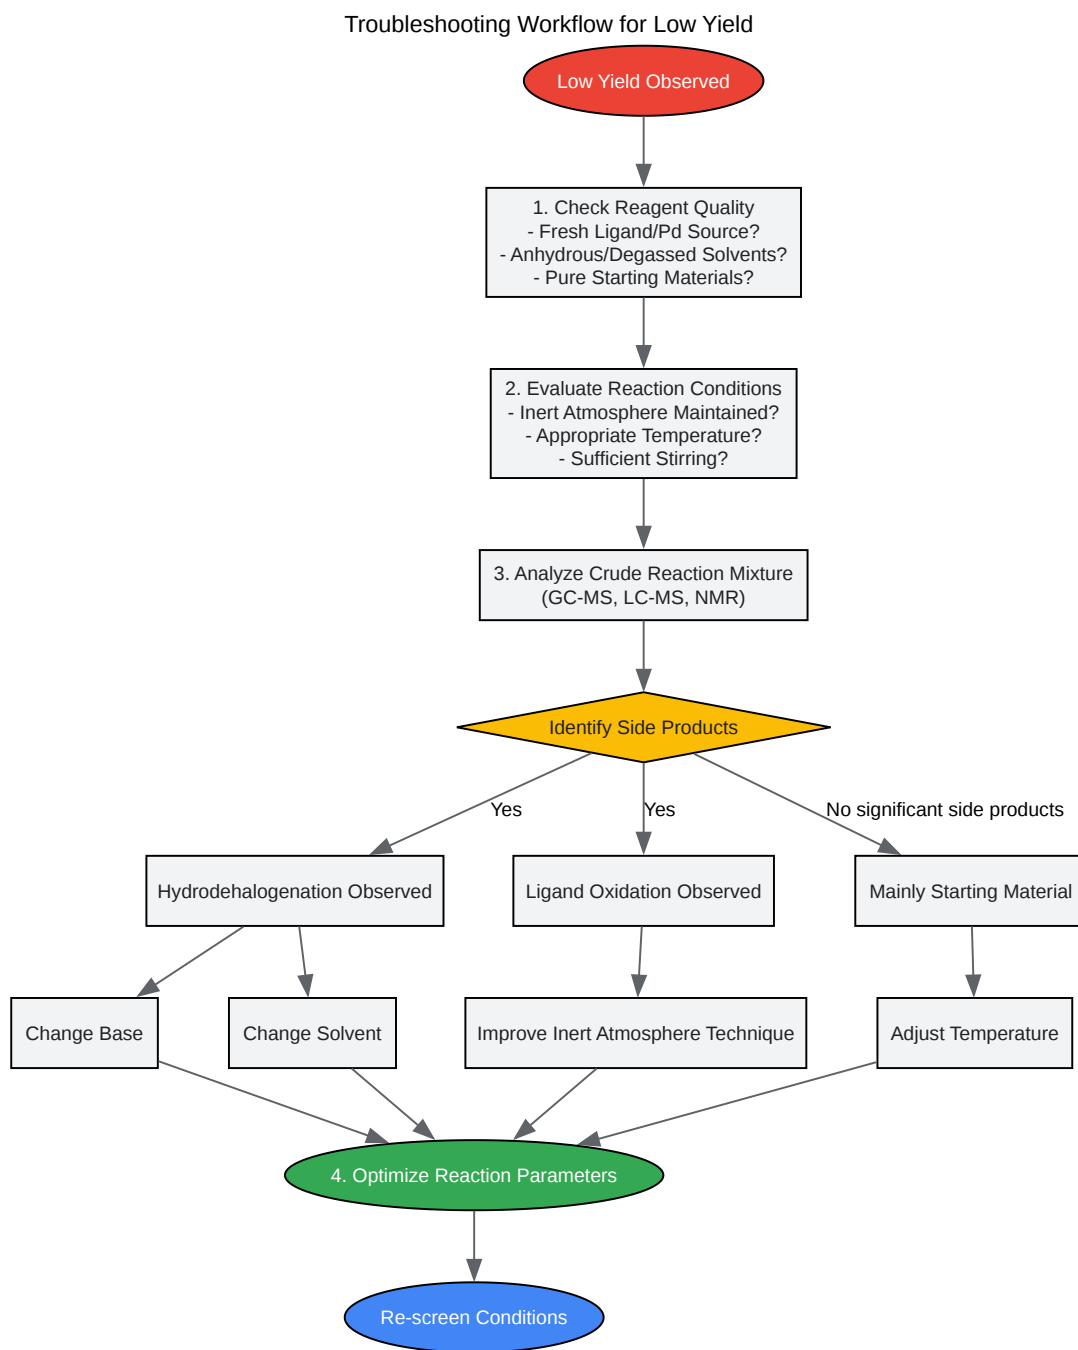 Troubleshooting Workflow for Low Yield
Low Yield Observed
1. Check Reagent Quality
- Fresh Ligand/Pd Source?
- Anhydrous/Degassed Solvents?
- Pure Starting Materials?
2. Evaluate Reaction Conditions
- Inert Atmosphere Maintained?
- Appropriate Temperature?
- Sufficient Stirring?
3. Analyze Crude Reaction Mixture
(GC-MS, LC-MS, NMR)
Identify Side Products
Yes
Yes
No significant side products
Hydrodehalogenation Observed
Ligand Oxidation Observed
Mainly Starting Material
Change Base
Change Solvent
Improve Inert Atmosphere Technique
Adjust Temperature
4. Optimize Reaction Parameters
Re-screen Conditions